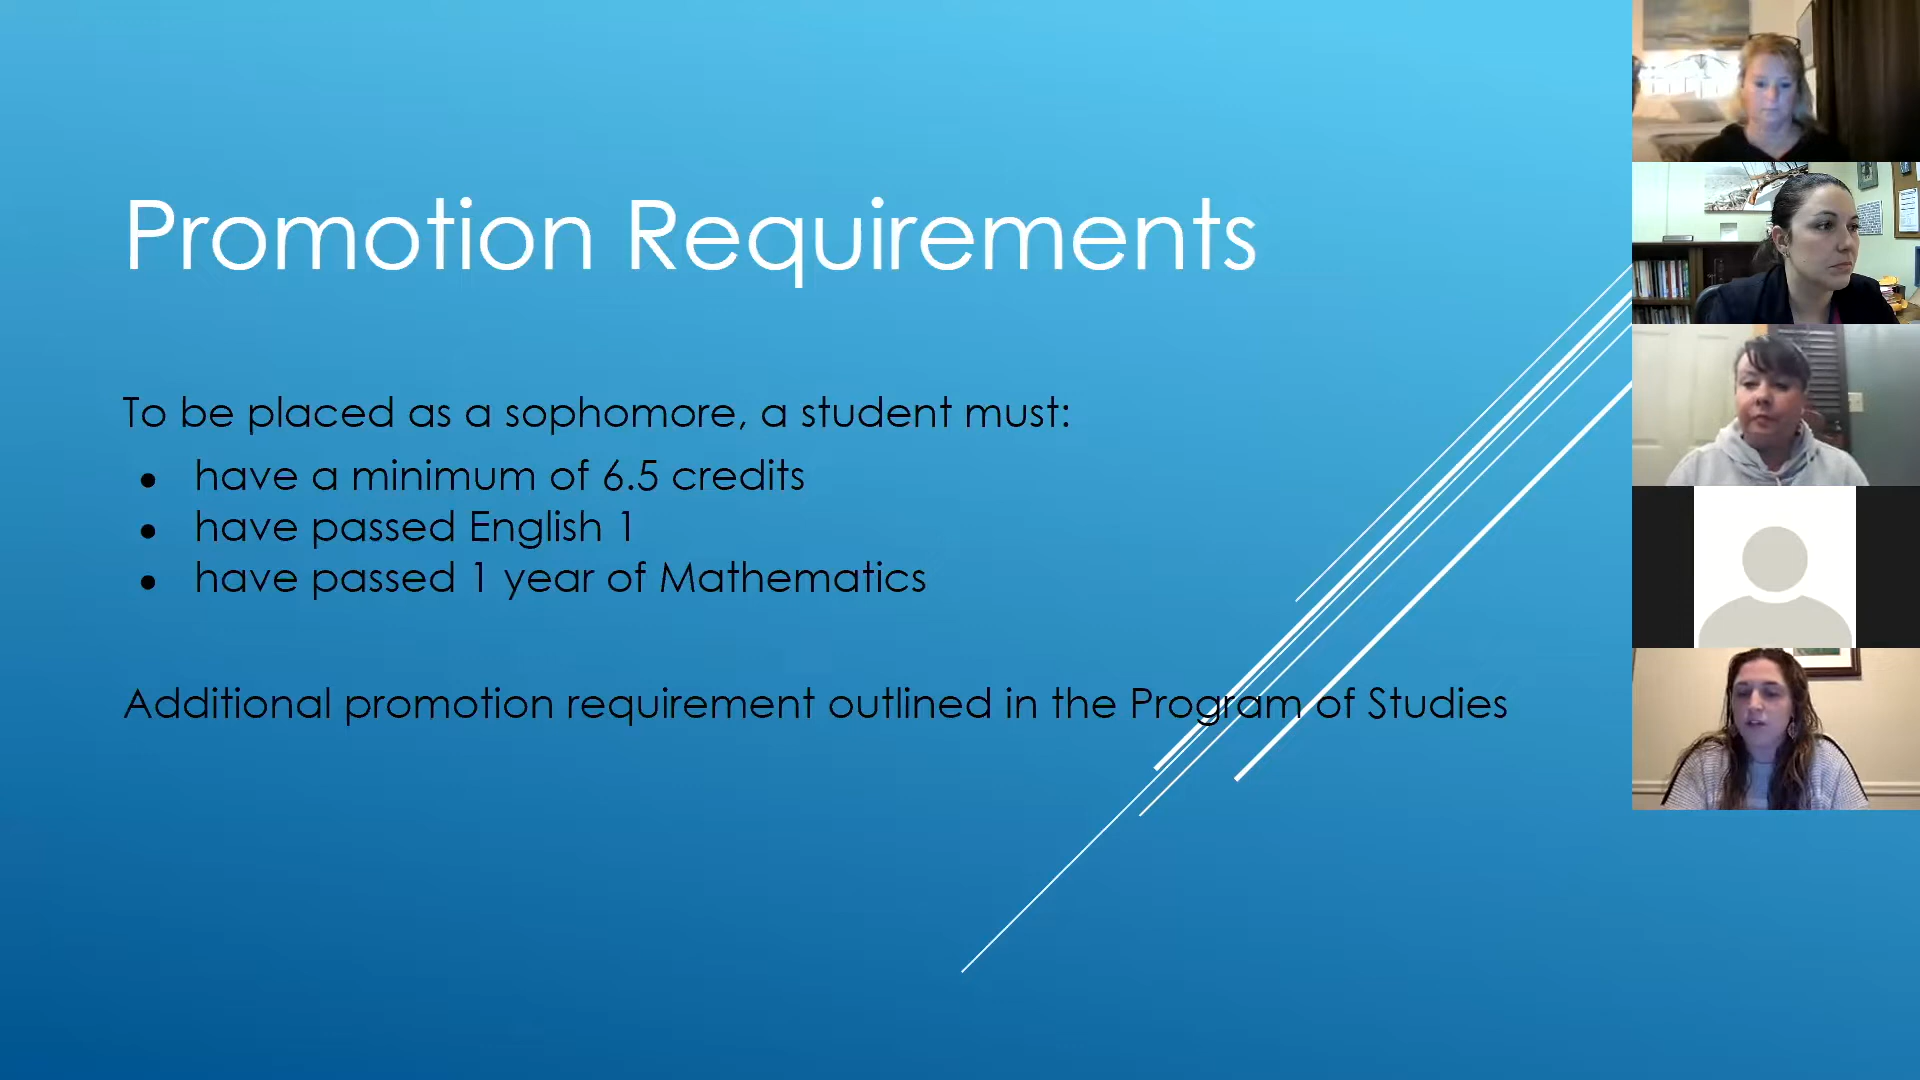 Promotion Requirements
To be placed as a sophomore, a student must:
● have a minimum of 6.5 credits
● have passed English 1
● have passed 1 year of Mathematics
Additional promotion requirement outlined in the Program of Studies